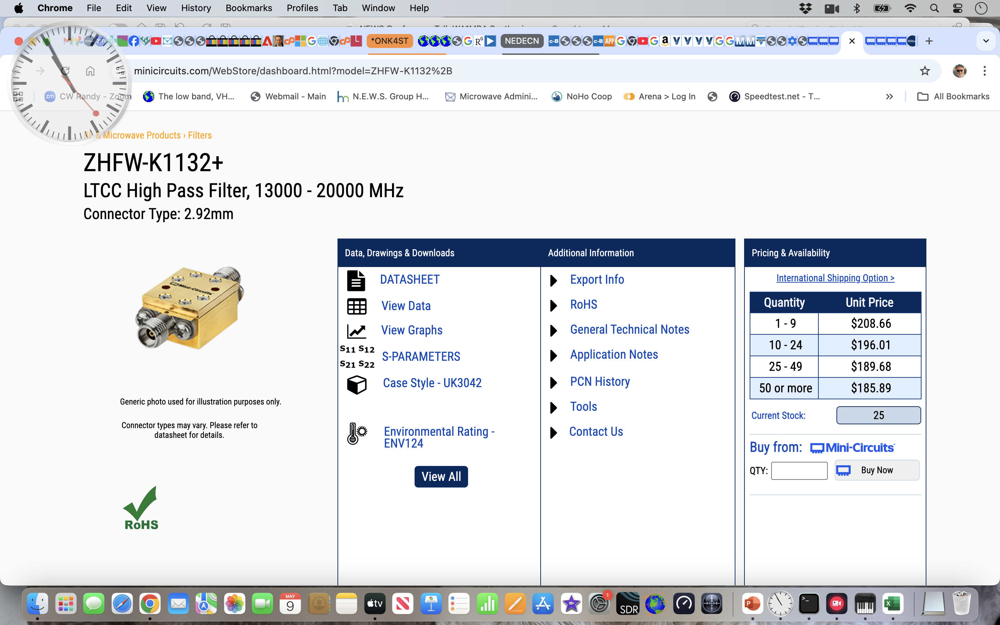 Chrome File Edit View History Bookmarks Profiles Tab Window Help
*ONK4ST NEDECN
minicircuits.com/WebStore/dashboard.html?model=ZHFW-K1132%2B
CW Randy - Zoom The low band, VH... Webmail - Main N.E.W.S. Group H... Microwave Admini... NoHo Coop Arena > Log In Speedtest.net - T... All Bookmarks
RF & Microwave Products › Filters
ZHFW-K1132+
LTCC High Pass Filter, 13000 - 20000 MHz
Connector Type: 2.92mm
Mini-Circuits
Generic photo used for illustration purposes only.
Connector types may vary. Please refer to
datasheet for details.
RoHS
Data, Drawings & Downloads
DATASHEET
View Data
View Graphs
S11 S12
S21 S22
S-PARAMETERS
Case Style - UK3042
Environmental Rating -
ENV124
View All
Additional Information
Export Info
RoHS
General Technical Notes
Application Notes
PCN History
Tools
Contact Us
Pricing & Availability
International Shipping Option >
Quantity Unit Price
1 - 9 $208.66
10 - 24 $196.01
25 - 49 $189.68
50 or more $185.89
Current Stock: 25
Buy from: Mini-Circuits
QTY: Buy Now
MAY
9
tv
1
SDR